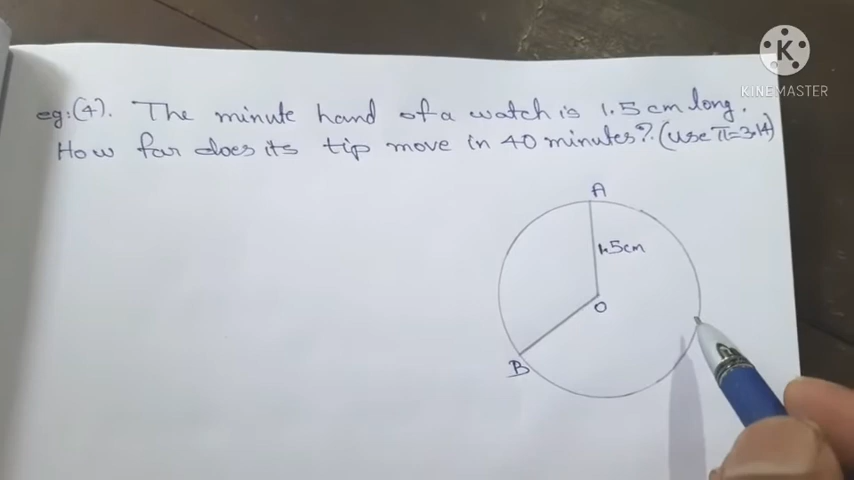 K
KINEMASTER
eg:(4). The minute hand of a watch is 1.5 cm long.
How far does its tip move in 40 minutes? (use π=3.14)
A
1.5cm
O
B